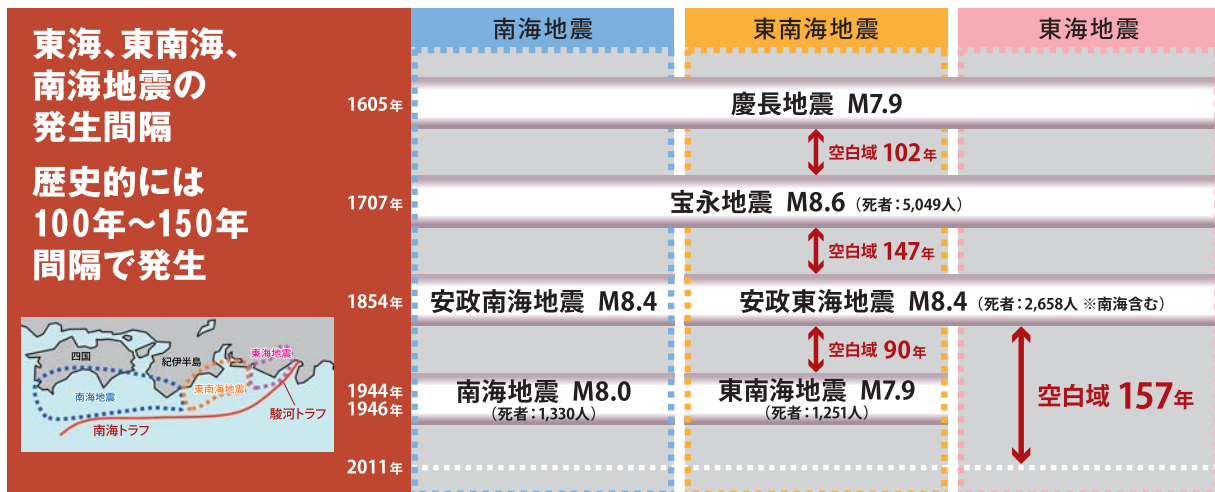 東海、東南海、
南海地震の
発生間隔
歴史的には
100年～150年
間隔で発生
四国
紀伊半島
東海地震
南海地震
東南海地震
駿河トラフ
南海トラフ
南海地震
東南海地震
東海地震
1605年
慶長地震 M7.9
空白域 102年
1707年
宝永地震 M8.6（死者：5,049人）
空白域 147年
1854年
安政南海地震 M8.4
安政東海地震 M8.4（死者：2,658人 ※南海含む）
空白域 90年
空白域 157年
1944年
1946年
南海地震 M8.0
（死者：1,330人）
東南海地震 M7.9
（死者：1,251人）
2011年